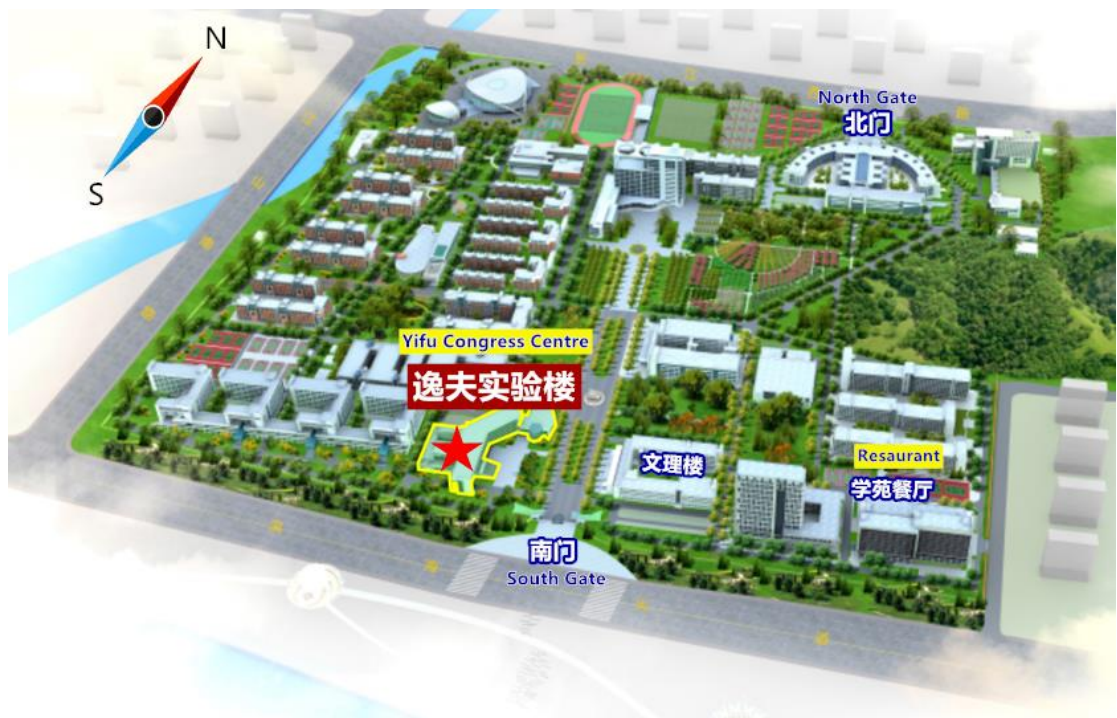 N
S
North Gate
北门
Yifu Congress Centre
逸夫实验楼
文理楼
Resaurant
学苑餐厅
南门
South Gate